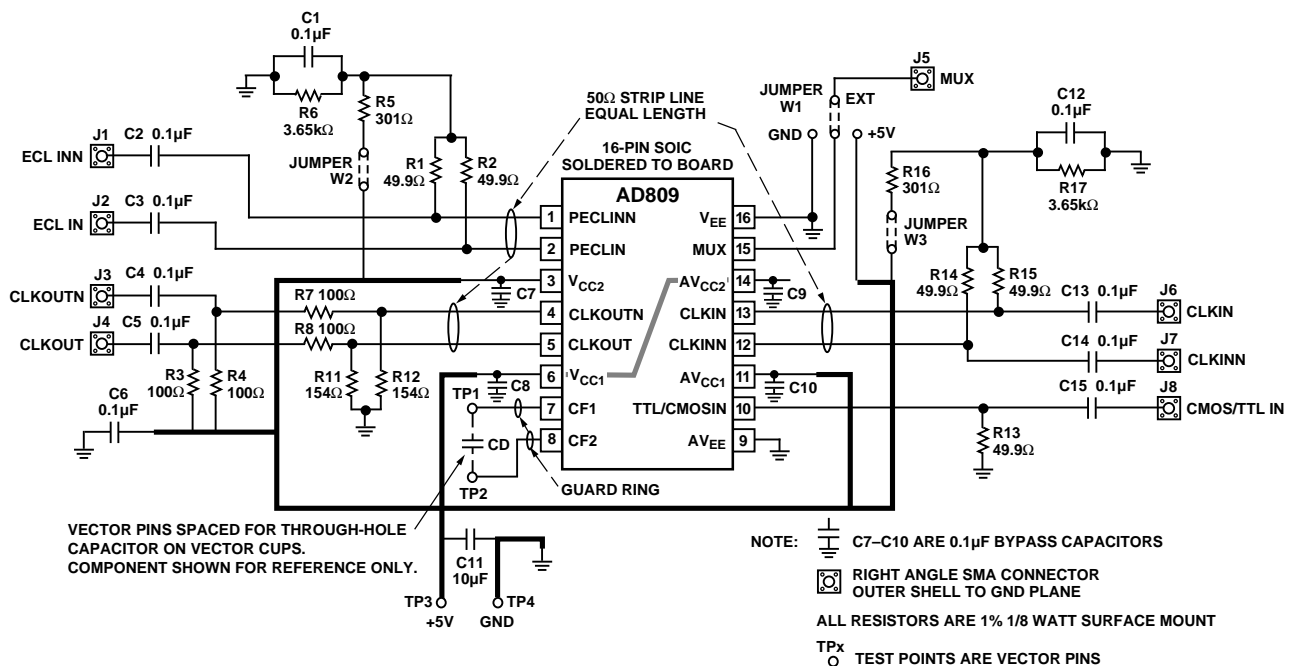 C1
0.1µF
R6
3.65kΩ
R5
301Ω
JUMPER
W2
R1
49.9Ω
R2
49.9Ω
50Ω STRIP LINE
EQUAL LENGTH
16-PIN SOIC
SOLDERED TO BOARD
JUMPER
W1
EXT
GND
+5V
J5
MUX
C12
0.1µF
R17
3.65kΩ
R16
301Ω
JUMPER
W3
J1
C2 0.1µF
ECL INN
J2
C3 0.1µF
ECL IN
J3
C4 0.1µF
CLKOUTN
J4
C5 0.1µF
CLKOUT
R7 100Ω
R8 100Ω
R3
100Ω
R4
100Ω
R11
154Ω
R12
154Ω
C6
0.1µF
C7
C8
TP1
CD
TP2
GUARD RING
AD809
1 PECLINN
2 PECLIN
3 VCC2
4 CLKOUTN
5 CLKOUT
6 VCC1
7 CF1
8 CF2
VEE 16
MUX 15
AVCC2 14
CLKIN 13
CLKINN 12
AVCC1 11
TTL/CMOSIN 10
AVEE 9
C9
C10
R14
49.9Ω
R15
49.9Ω
C13 0.1µF
J6
CLKIN
C14 0.1µF
J7
CLKINN
C15 0.1µF
J8
CMOS/TTL IN
R13
49.9Ω
VECTOR PINS SPACED FOR THROUGH-HOLE
CAPACITOR ON VECTOR CUPS.
COMPONENT SHOWN FOR REFERENCE ONLY.
C11
10µF
TP3
+5V
TP4
GND
NOTE: C7–C10 ARE 0.1µF BYPASS CAPACITORS
RIGHT ANGLE SMA CONNECTOR
OUTER SHELL TO GND PLANE
ALL RESISTORS ARE 1% 1/8 WATT SURFACE MOUNT
TPx
TEST POINTS ARE VECTOR PINS